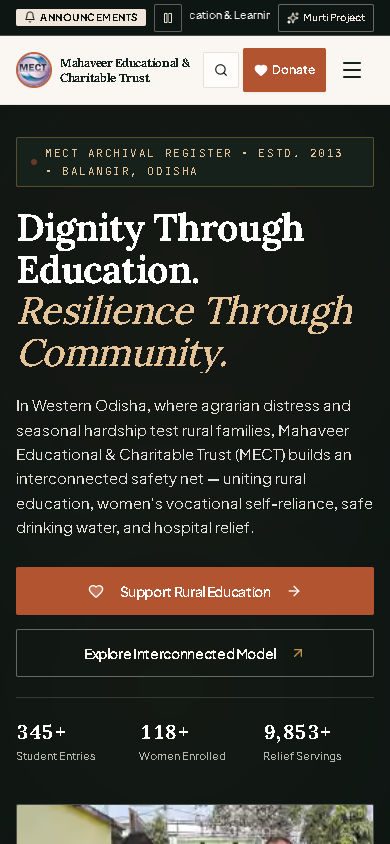 ANNOUNCEMENTS
cation & Learnin
Murti Project
MECT
Mahaveer Educational &
Charitable Trust
Donate
MECT ARCHIVAL REGISTER • ESTD. 2013
• BALANGIR, ODISHA
Dignity Through
Education.
Resilience Through
Community.
In Western Odisha, where agrarian distress and
seasonal hardship test rural families, Mahaveer
Educational & Charitable Trust (MECT) builds an
interconnected safety net — uniting rural
education, women's vocational self-reliance, safe
drinking water, and hospital relief.
Support Rural Education
Explore Interconnected Model
345+
Student Entries
118+
Women Enrolled
9,853+
Relief Servings